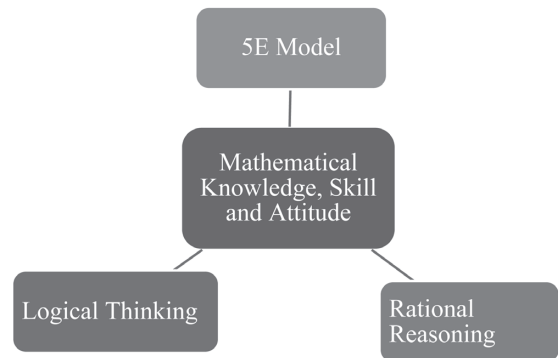 5E Model
Mathematical
Knowledge, Skill
and Attitude
Logical Thinking
Rational
Reasoning